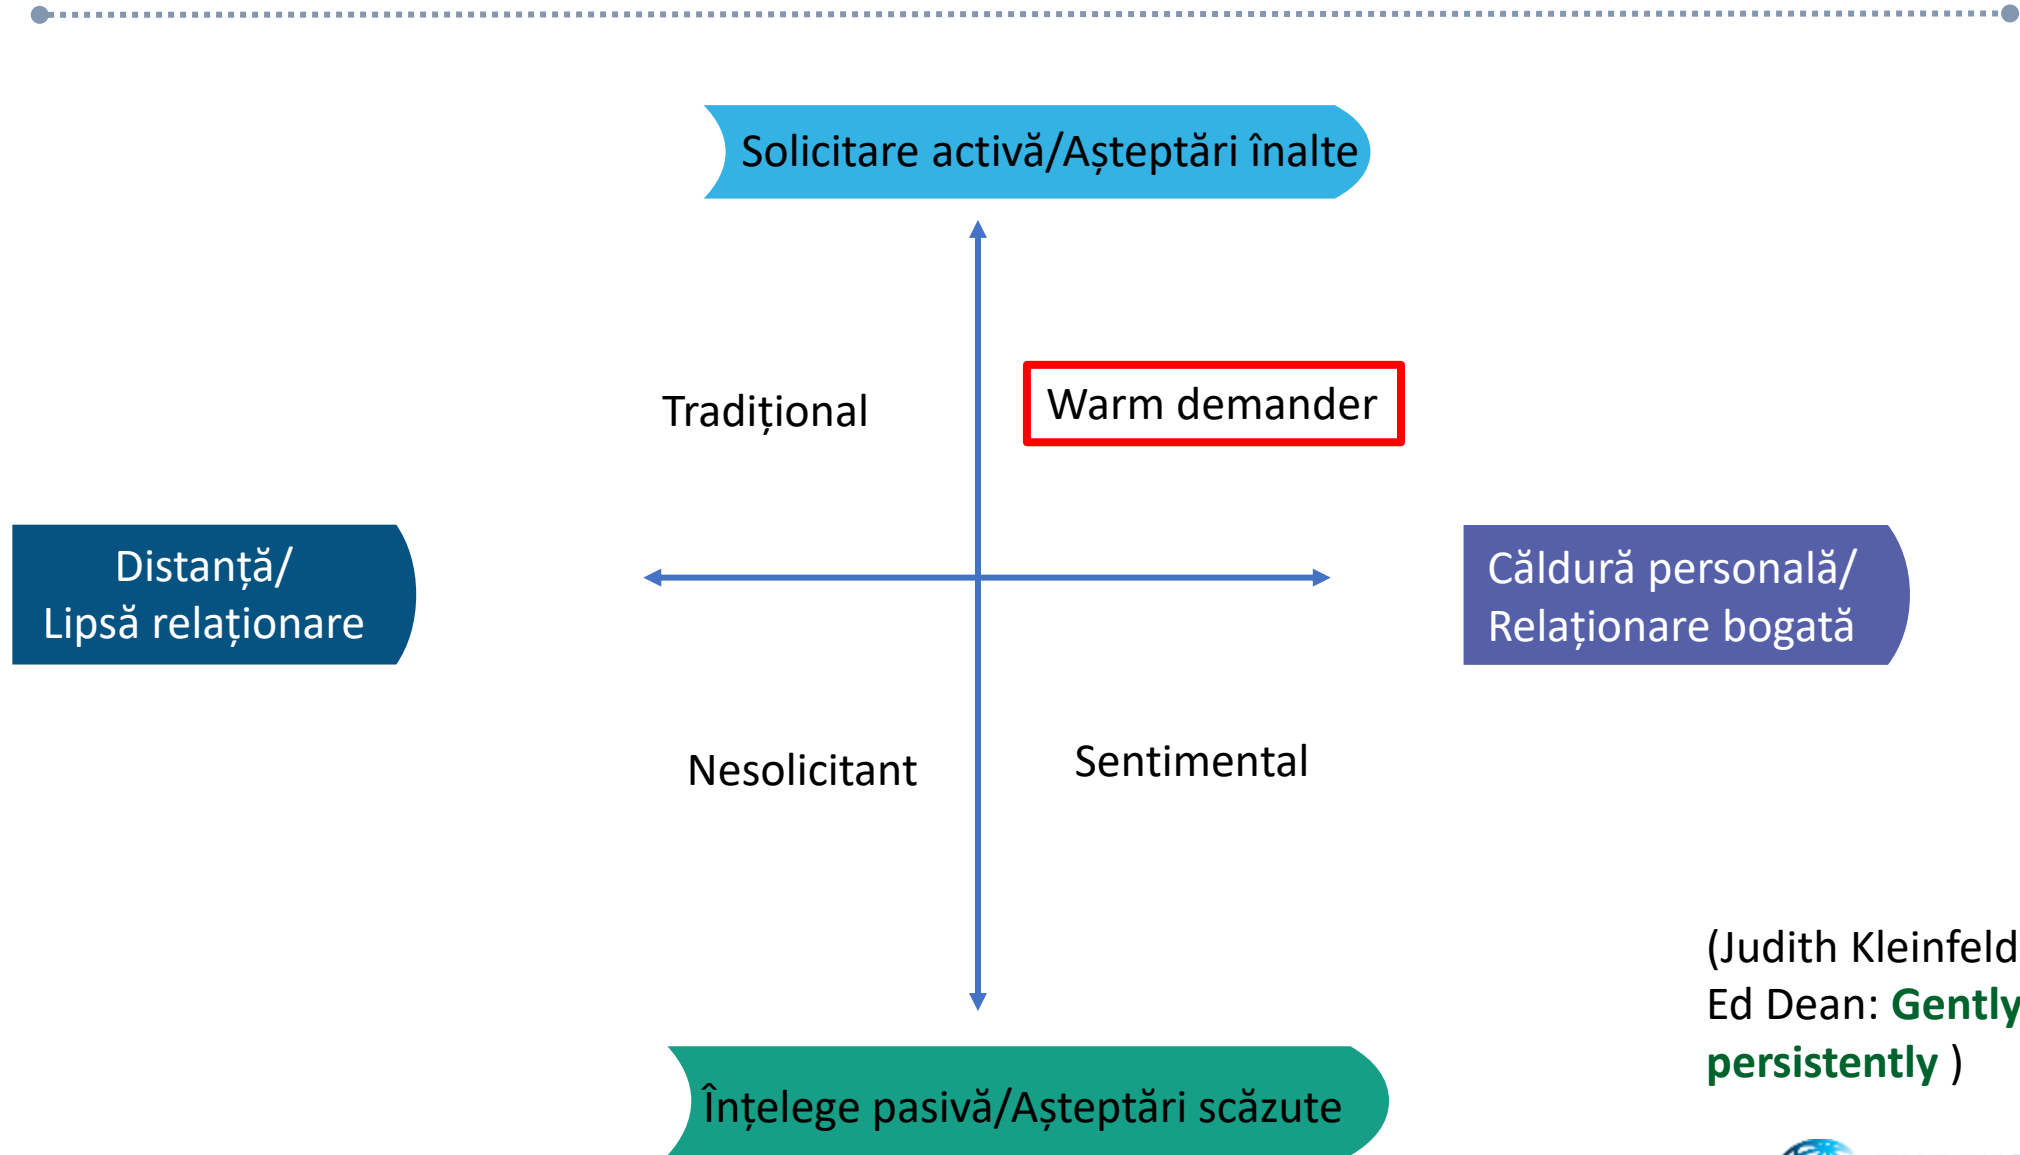 Solicitare activă/Așteptări înalte
Tradițional
Warm demander
Distanță/
Lipsă relaționare
Căldură personală/
Relaționare bogată
Nesolicitant
Sentimental
(Judith Kleinfeld
Ed Dean: Gently
persistently )
Înțelege pasivă/Așteptări scăzute